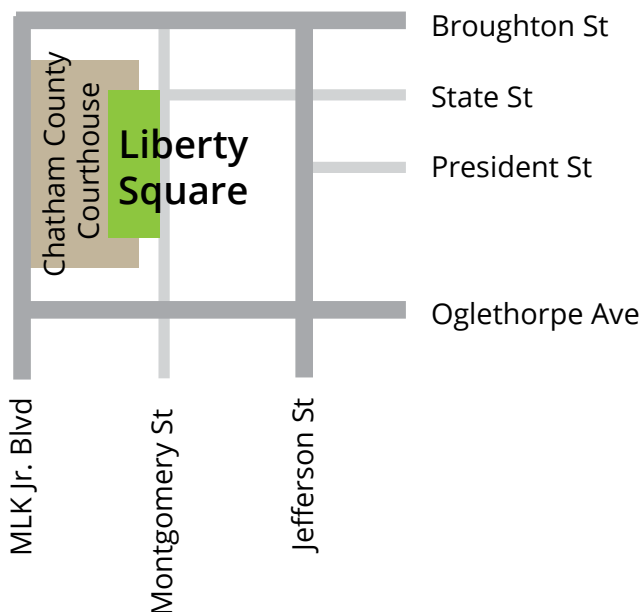 Broughton St
State St
President St
Oglethorpe Ave
Chatham County
Courthouse
Liberty
Square
MLK Jr. Blvd
Montgomery St
Jefferson St